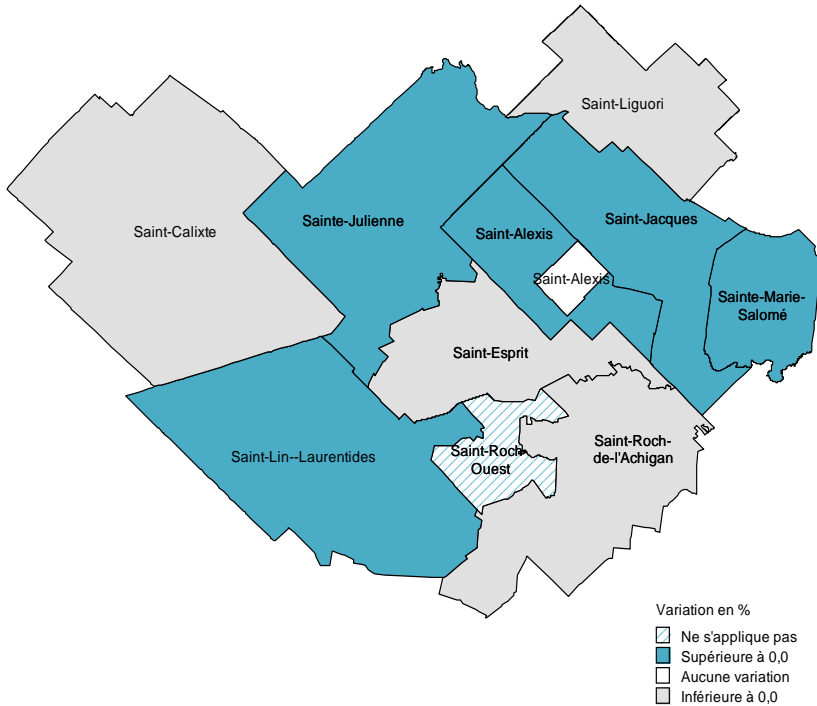 Saint-Liguori
Saint-Calixte
Sainte-Julienne
Saint-Alexis
Saint-Jacques
Saint-Alexis
Sainte-Marie-
Salomé
Saint-Esprit
Saint-Lin--Laurentides
Saint-Roch-
Ouest
Saint-Roch-
de-l'Achigan
Variation en %
Ne s'applique pas
Supérieure à 0,0
Aucune variation
Inférieure à 0,0